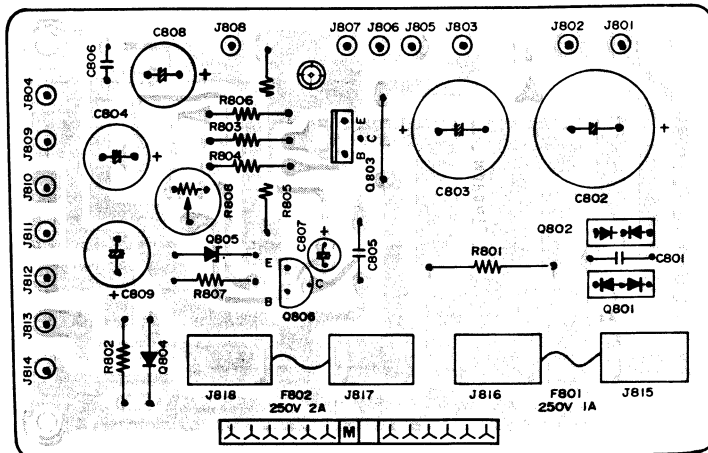 C808
J808
J807
J806
J805
J803
J802
J801
C806
+
J804
R806
C804
R803
E
C
B
+
+
J809
R804
+
Q803
C803
C802
J810
R808
R805
J811
Q805
C807
+
C805
Q802
E
R801
C801
J812
+
C809
R807
B
C
Q806
Q801
J813
R802
Q804
J814
J818
F802
J817
J816
F801
J815
250V 2A
250V 1A
M